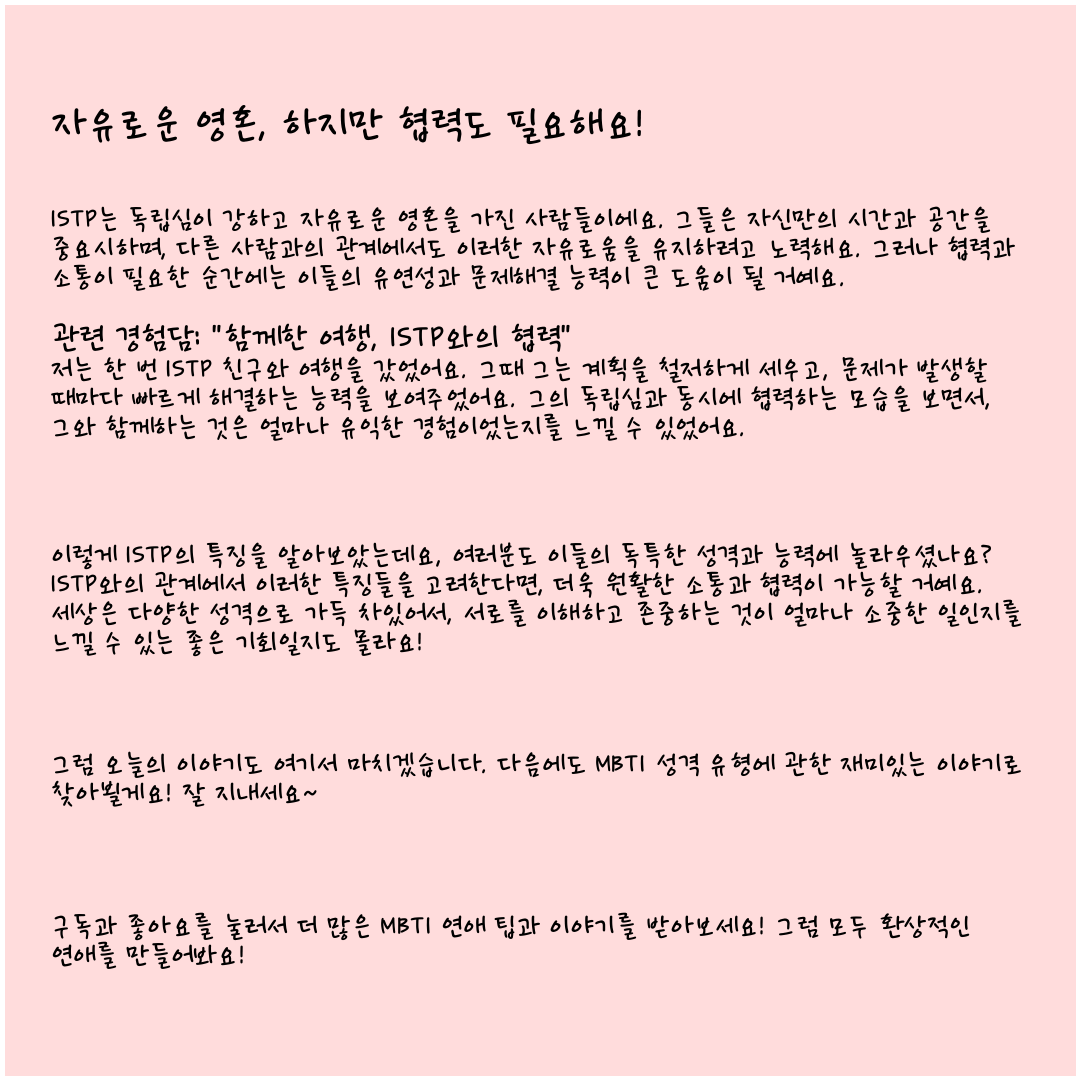 자유로운 영혼, 하지만 협력도 필요해요!
ISTP는 독립심이 강하고 자유로운 영혼을 가진 사람들이에요. 그들은 자신만의 시간과 공간을
중요시하며, 다른 사람과의 관계에서도 이러한 자유로움을 유지하려고 노력해요. 그러나 협력과
소통이 필요한 순간에는 이들의 유연성과 문제해결 능력이 큰 도움이 될 거예요.
관련 경험담: "함께한 여행, ISTP와의 협력"
저는 한 번 ISTP 친구와 여행을 갔었어요. 그때 그는 계획을 철저하게 세우고, 문제가 발생할
때마다 빠르게 해결하는 능력을 보여주었어요. 그의 독립심과 동시에 협력하는 모습을 보면서,
그와 함께하는 것은 얼마나 유익한 경험이었는지를 느낄 수 있었어요.
이렇게 ISTP의 특징을 알아보았는데요, 여러분도 이들의 독특한 성격과 능력에 놀라우셨나요?
ISTP와의 관계에서 이러한 특징들을 고려한다면, 더욱 원활한 소통과 협력이 가능할 거예요.
세상은 다양한 성격으로 가득 차있어서, 서로를 이해하고 존중하는 것이 얼마나 소중한 일인지를
느낄 수 있는 좋은 기회일지도 몰라요!
그럼 오늘의 이야기도 여기서 마치겠습니다. 다음에도 MBTI 성격 유형에 관한 재미있는 이야기로
찾아뵐게요! 잘 지내세요~
구독과 좋아요를 눌러서 더 많은 MBTI 연애 팁과 이야기를 받아보세요! 그럼 모두 환상적인
연애를 만들어봐요!